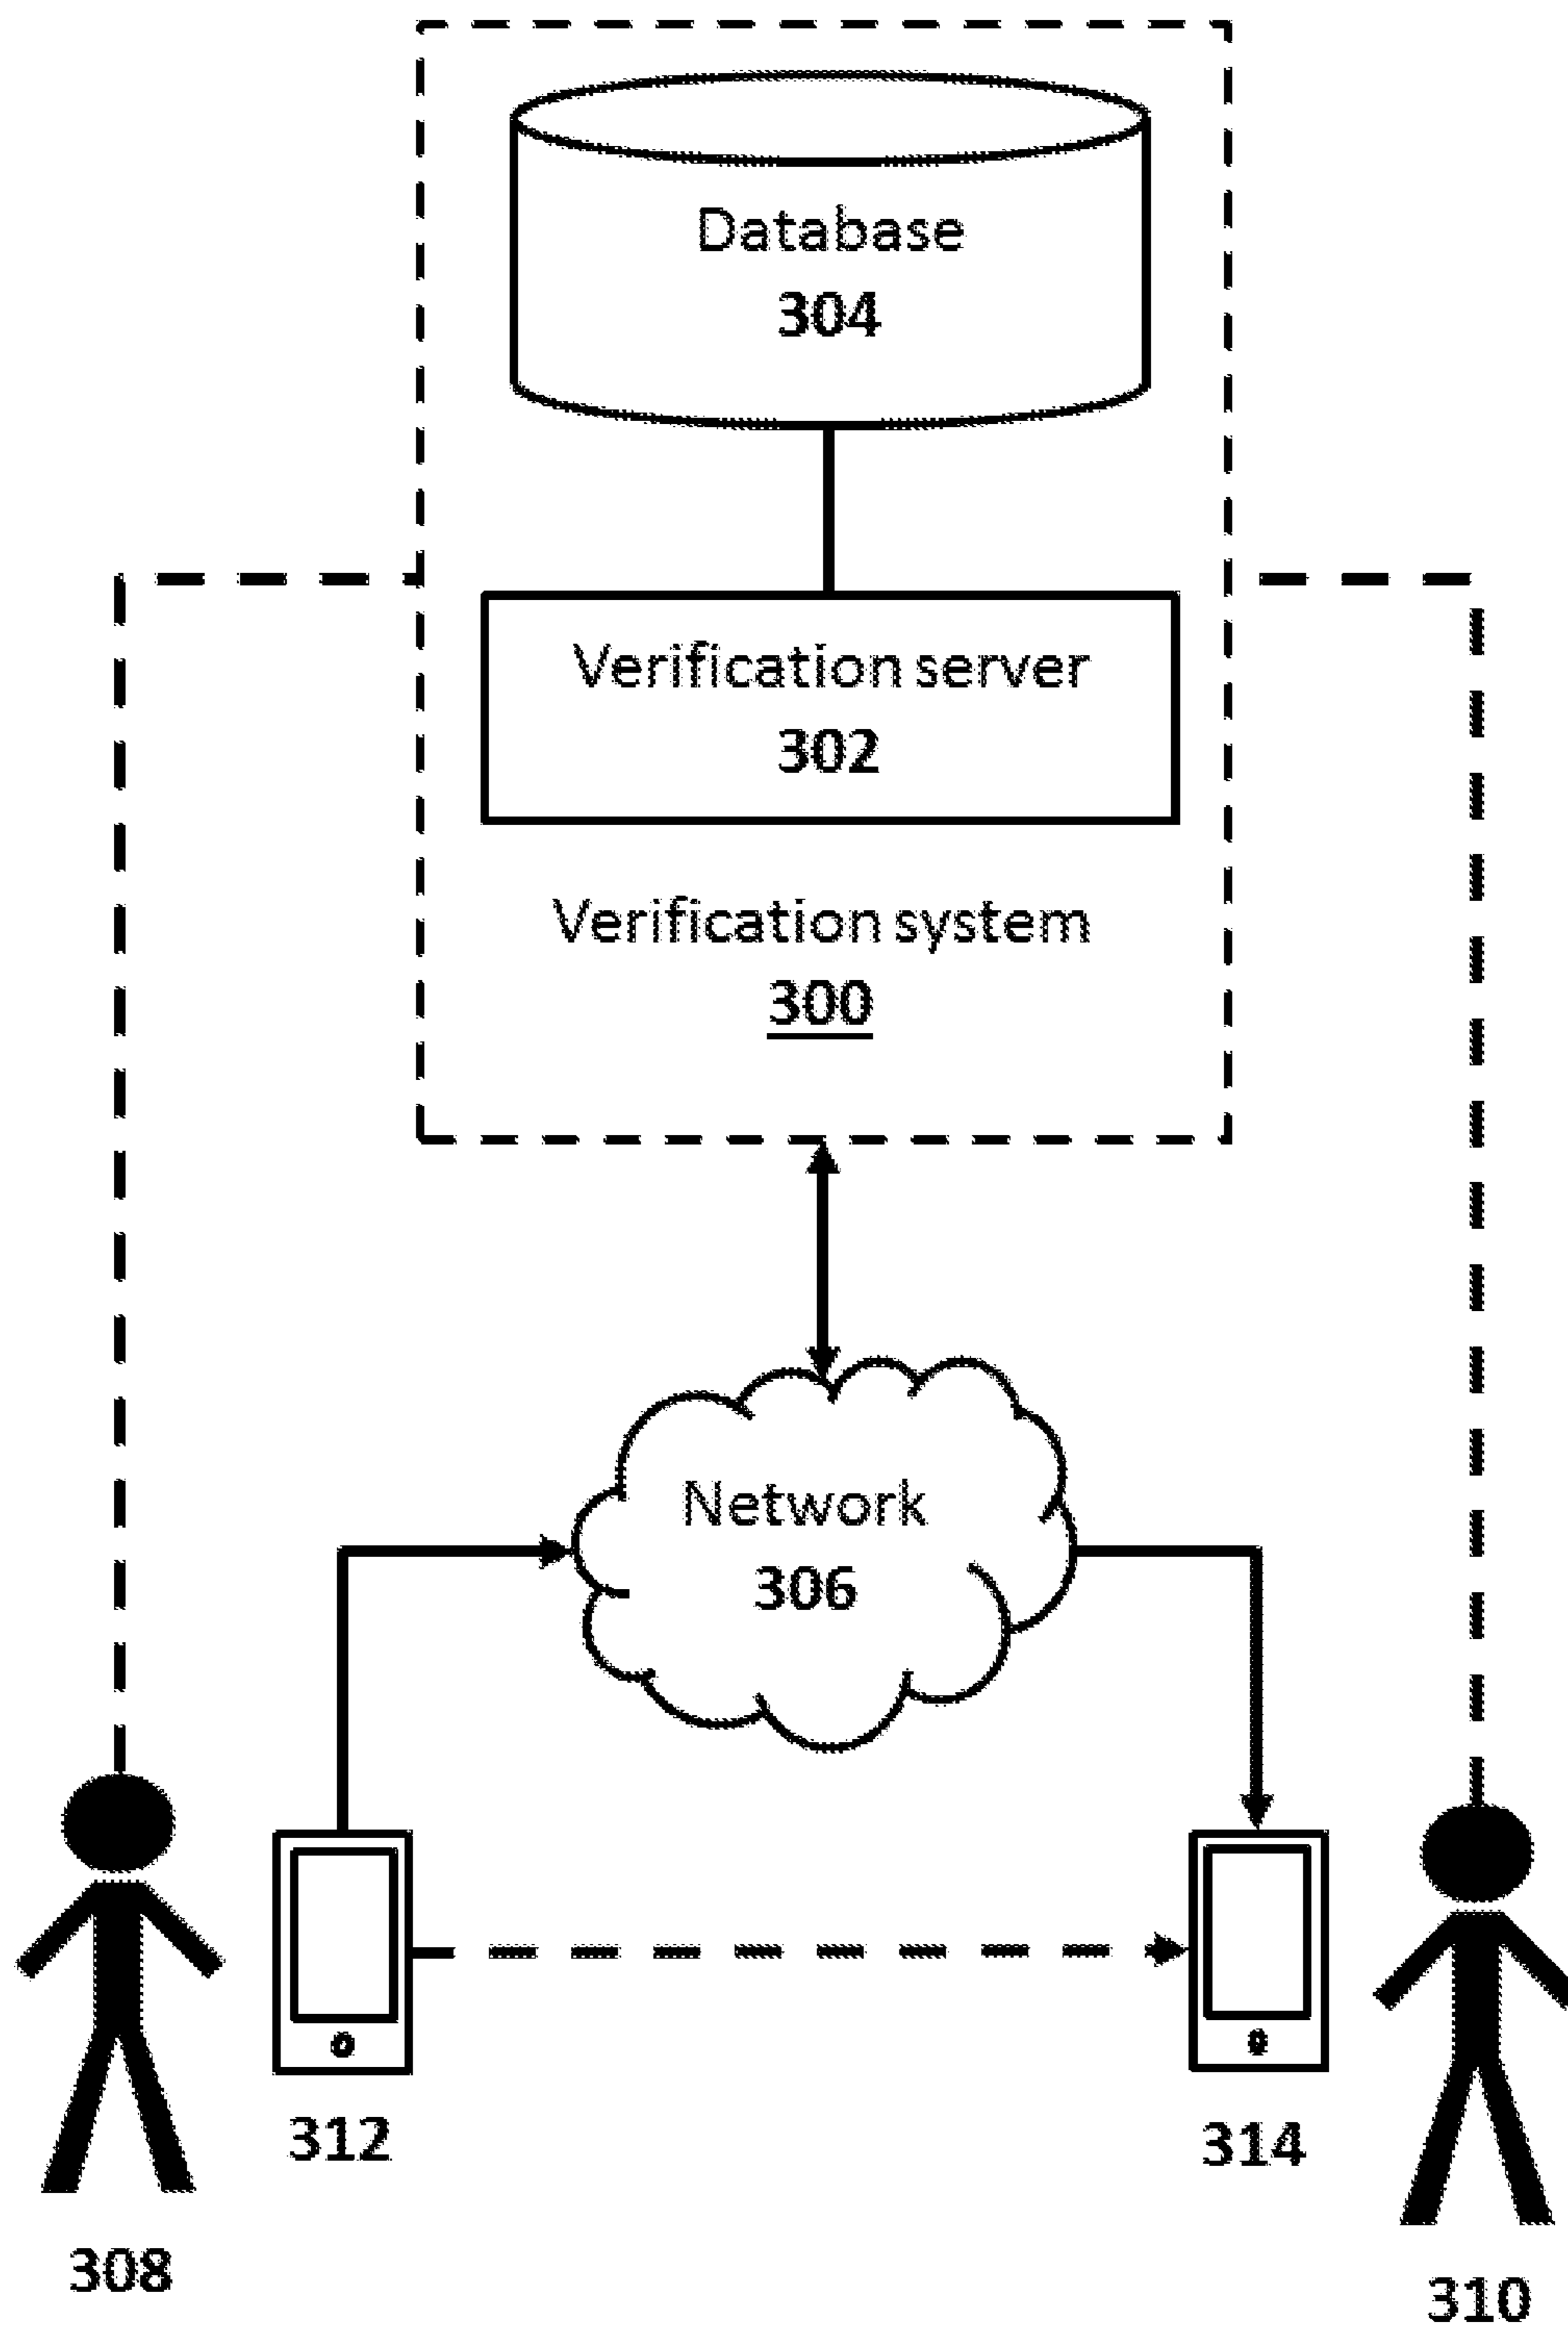 Database
304
Verification server
302
Verification system
300
Network
306
312
314
308
310